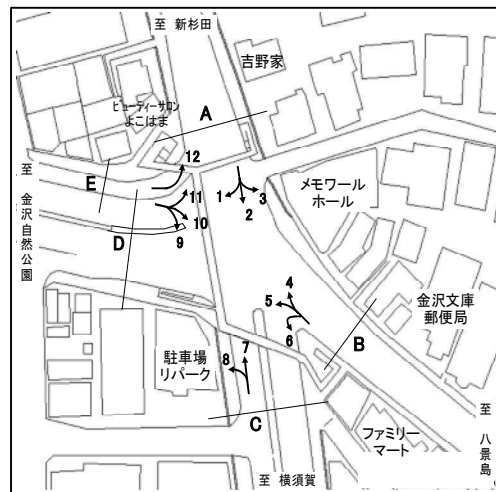 至 新杉田
吉野家
ビューティーサロン
よこはま
A
12
至 金沢自然公園
E
11
10
1
2
3
メモワール
ホール
D
9
4
5
6
金沢文庫
郵便局
B
駐車場
リパーク
8
7
C
ファミリー
マート
至 八景島
至 横須賀